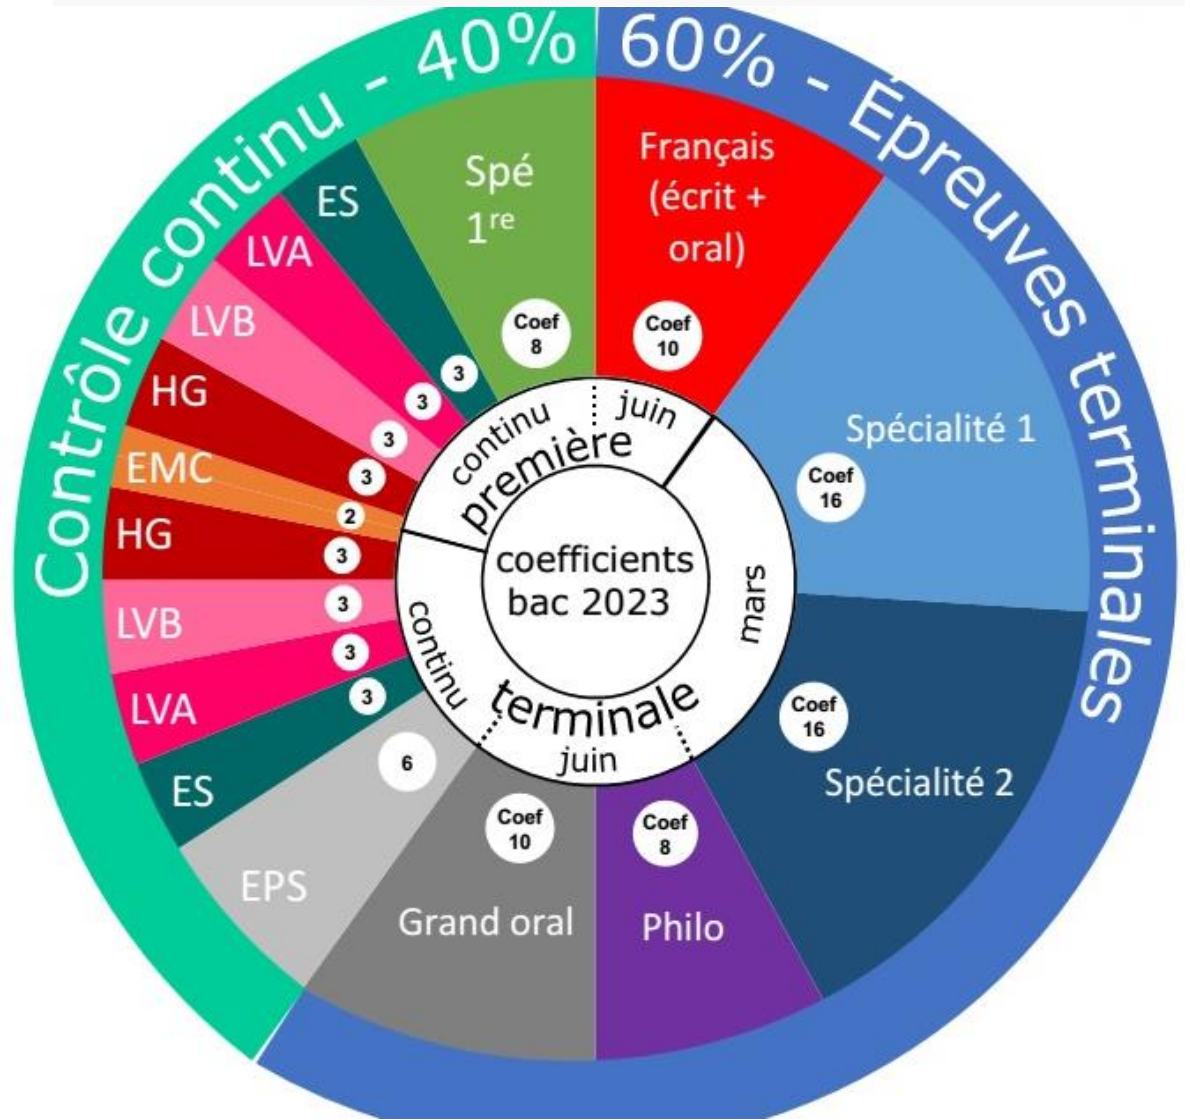 Contrôle continu - 40%
60% - Épreuves terminales
Spé
1re
Coef
8
Français
(écrit +
oral)
Coef
10
Spécialité 1
Coef
16
Coef
16
Spécialité 2
Coef
8
Philo
Coef
10
Grand oral
6
EPS
3
ES
3
LVA
3
LVB
3
HG
2
EMC
3
HG
3
LVB
3
LVA
3
ES
continu
juin
première
mars
continu
terminale
juin
coefficients
bac 2023